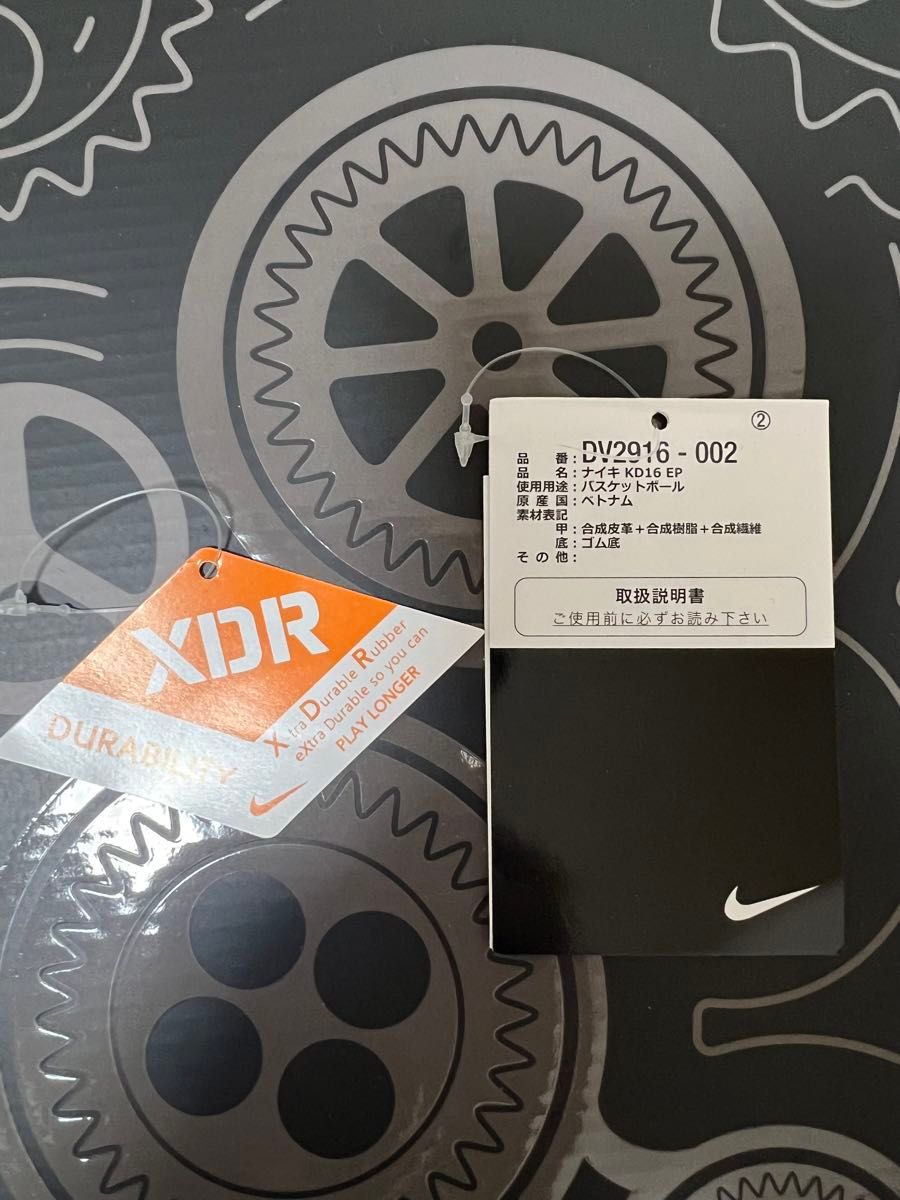 ②
品 番 : DV2916 - 002
品 名 : ナイキ KD16 EP
使用用途 : バスケットボール
原 産 国 : ベトナム
素材表記
甲 : 合成皮革+合成樹脂+合成繊維
底 : ゴム底
そ の 他 :
取扱説明書
ご使用前に必ずお読み下さい
XDR
DURABILITY
Xtra Durable Rubber
eXtra Durable so you can
PLAY LONGER